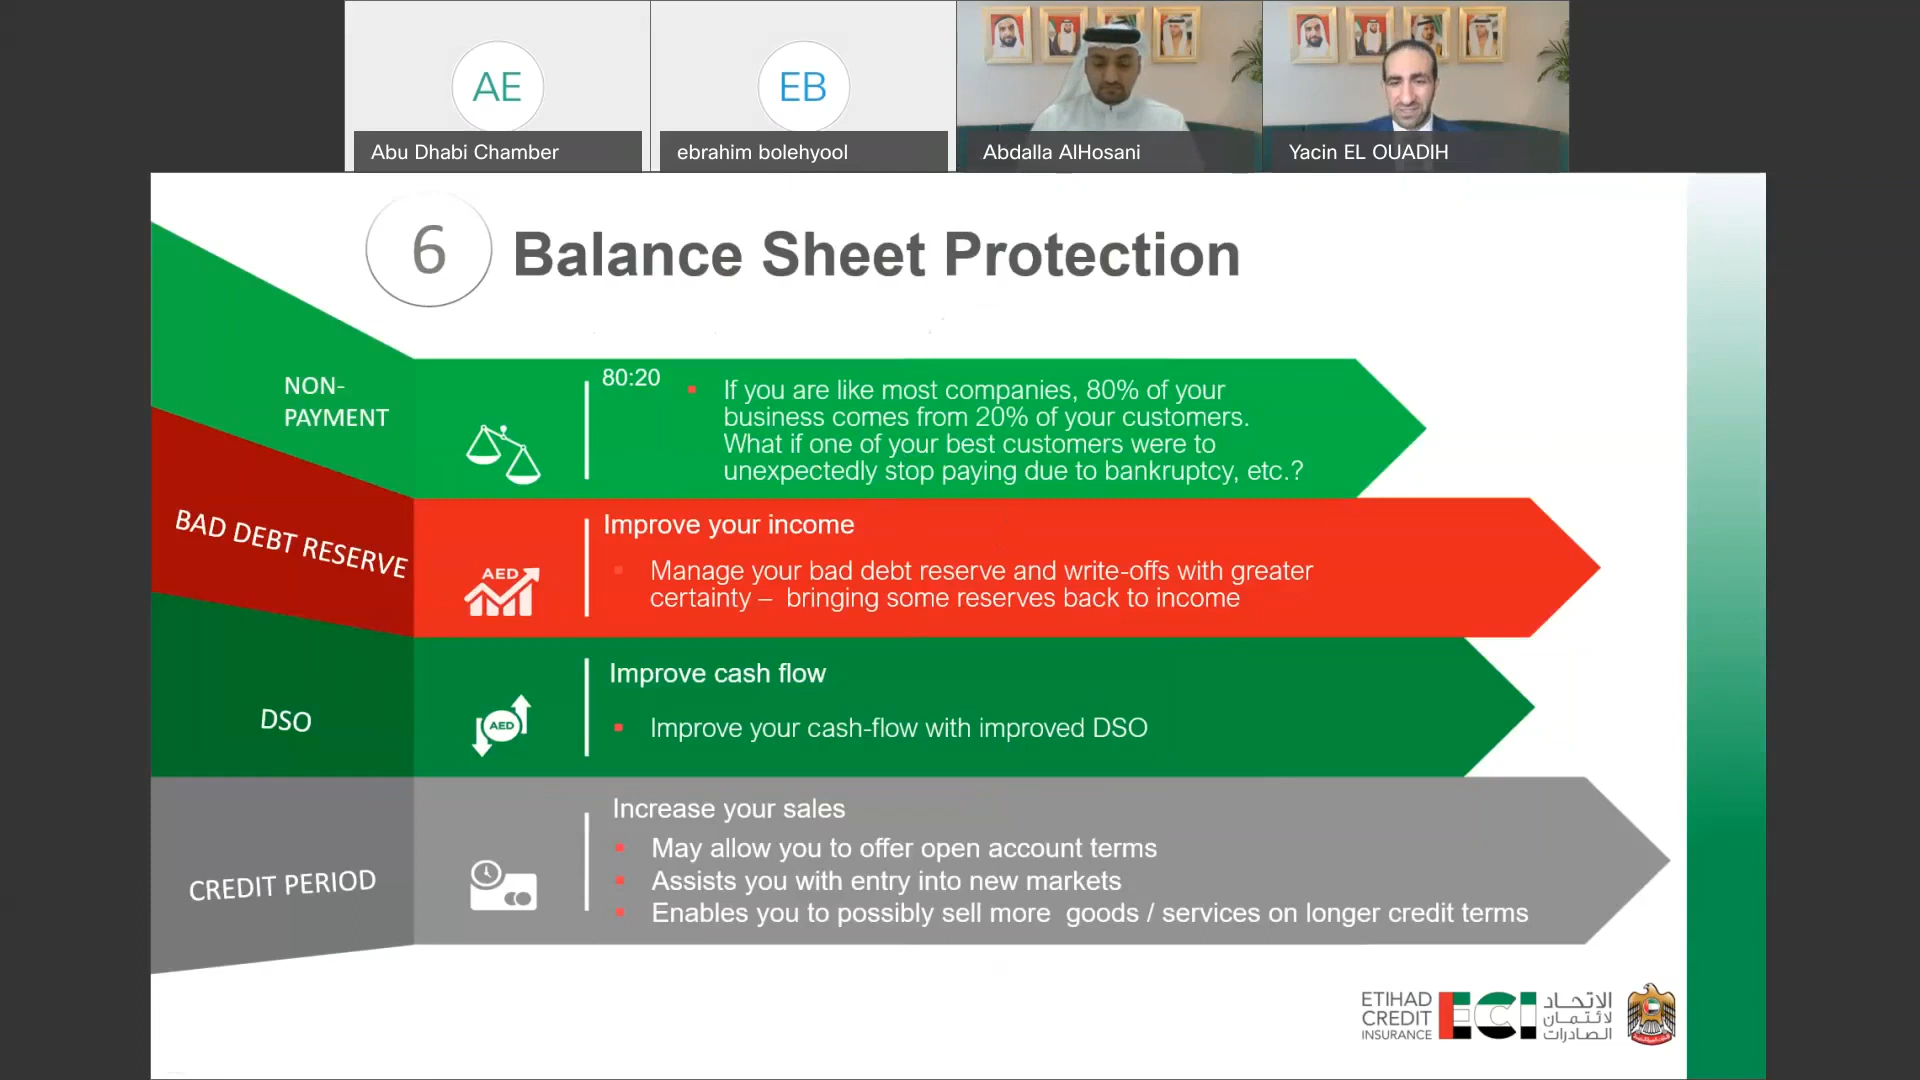 AE
EB
Abu Dhabi Chamber
ebrahim bolehyool
Abdalla AlHosani
Yacin EL OUADIH
6
Balance Sheet Protection
NON-
PAYMENT
80:20
If you are like most companies, 80% of your
business comes from 20% of your customers.
What if one of your best customers were to
unexpectedly stop paying due to bankruptcy, etc.?
BAD DEBT RESERVE
AED
Improve your income
Manage your bad debt reserve and write-offs with greater
certainty – bringing some reserves back to income
DSO
AED
Improve cash flow
Improve your cash-flow with improved DSO
CREDIT PERIOD
Increase your sales
May allow you to offer open account terms
Assists you with entry into new markets
Enables you to possibly sell more goods / services on longer credit terms
ETIHAD
CREDIT
INSURANCE
ECI
الاتحاد
لائتمان
الصادرات